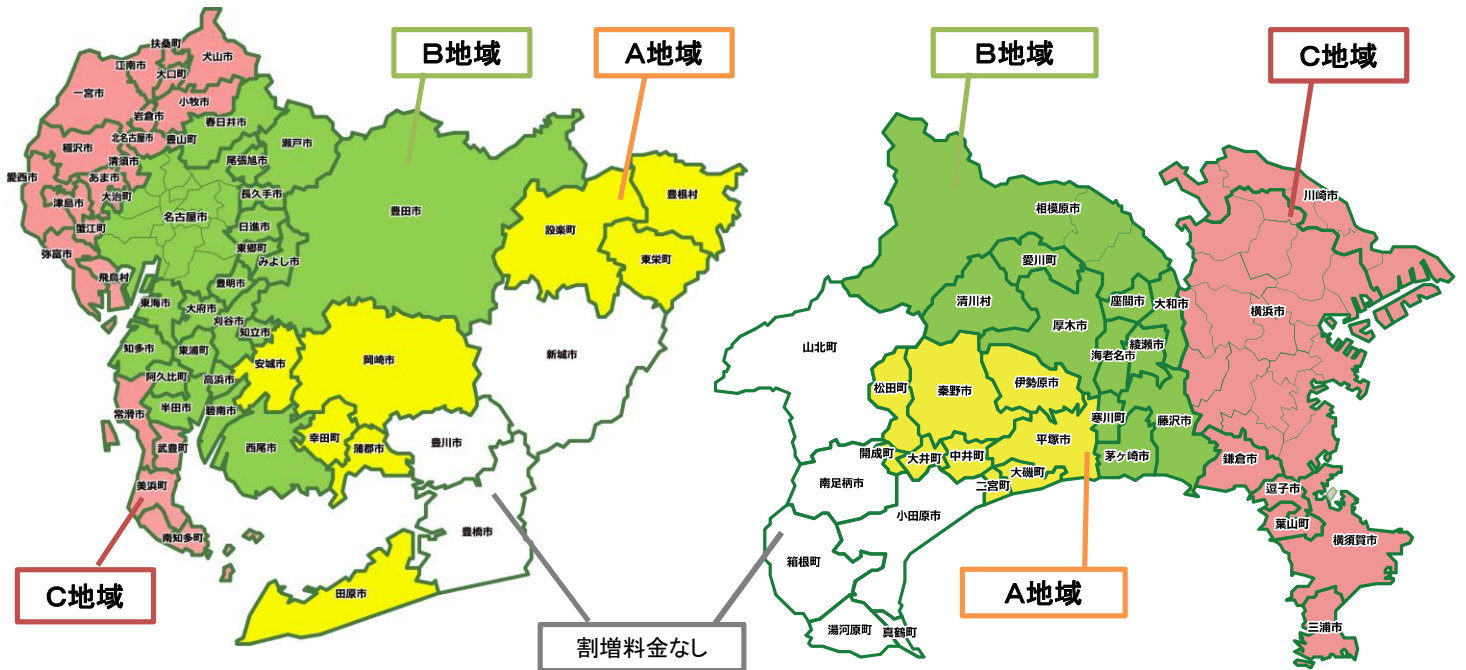 B地域
A地域
扶桑町
犬山市
江南市
大口町
一宮市
小牧市
岩倉市
春日井市
北名古屋市
豊山町
稲沢市
瀬戸市
清須市
尾張旭市
愛西市
あま市
津島市
大治町
長久手市
名古屋市
豊田市
蟹江町
日進市
弥富市
東郷町
みよし市
飛島村
豊明市
東海市
大府市
刈谷市
知立市
知多市
東浦町
安城市
岡崎市
阿久比町
高浜市
常滑市
半田市
碧南市
西尾市
幸田町
蒲郡市
武豊町
美浜町
南知多町
豊根村
設楽町
東栄町
新城市
豊川市
豊橋市
田原市
C地域
割増料金なし
B地域
C地域
川崎市
相模原市
愛川町
清川村
座間市
大和市
横浜市
厚木市
山北町
海老名市
綾瀬市
松田町
秦野市
伊勢原市
寒川町
藤沢市
平塚市
開成町
大井町
中井町
茅ヶ崎市
鎌倉市
大磯町
南足柄市
二宮町
逗子市
小田原市
葉山町
横須賀市
箱根町
A地域
湯河原町
真鶴町
三浦市